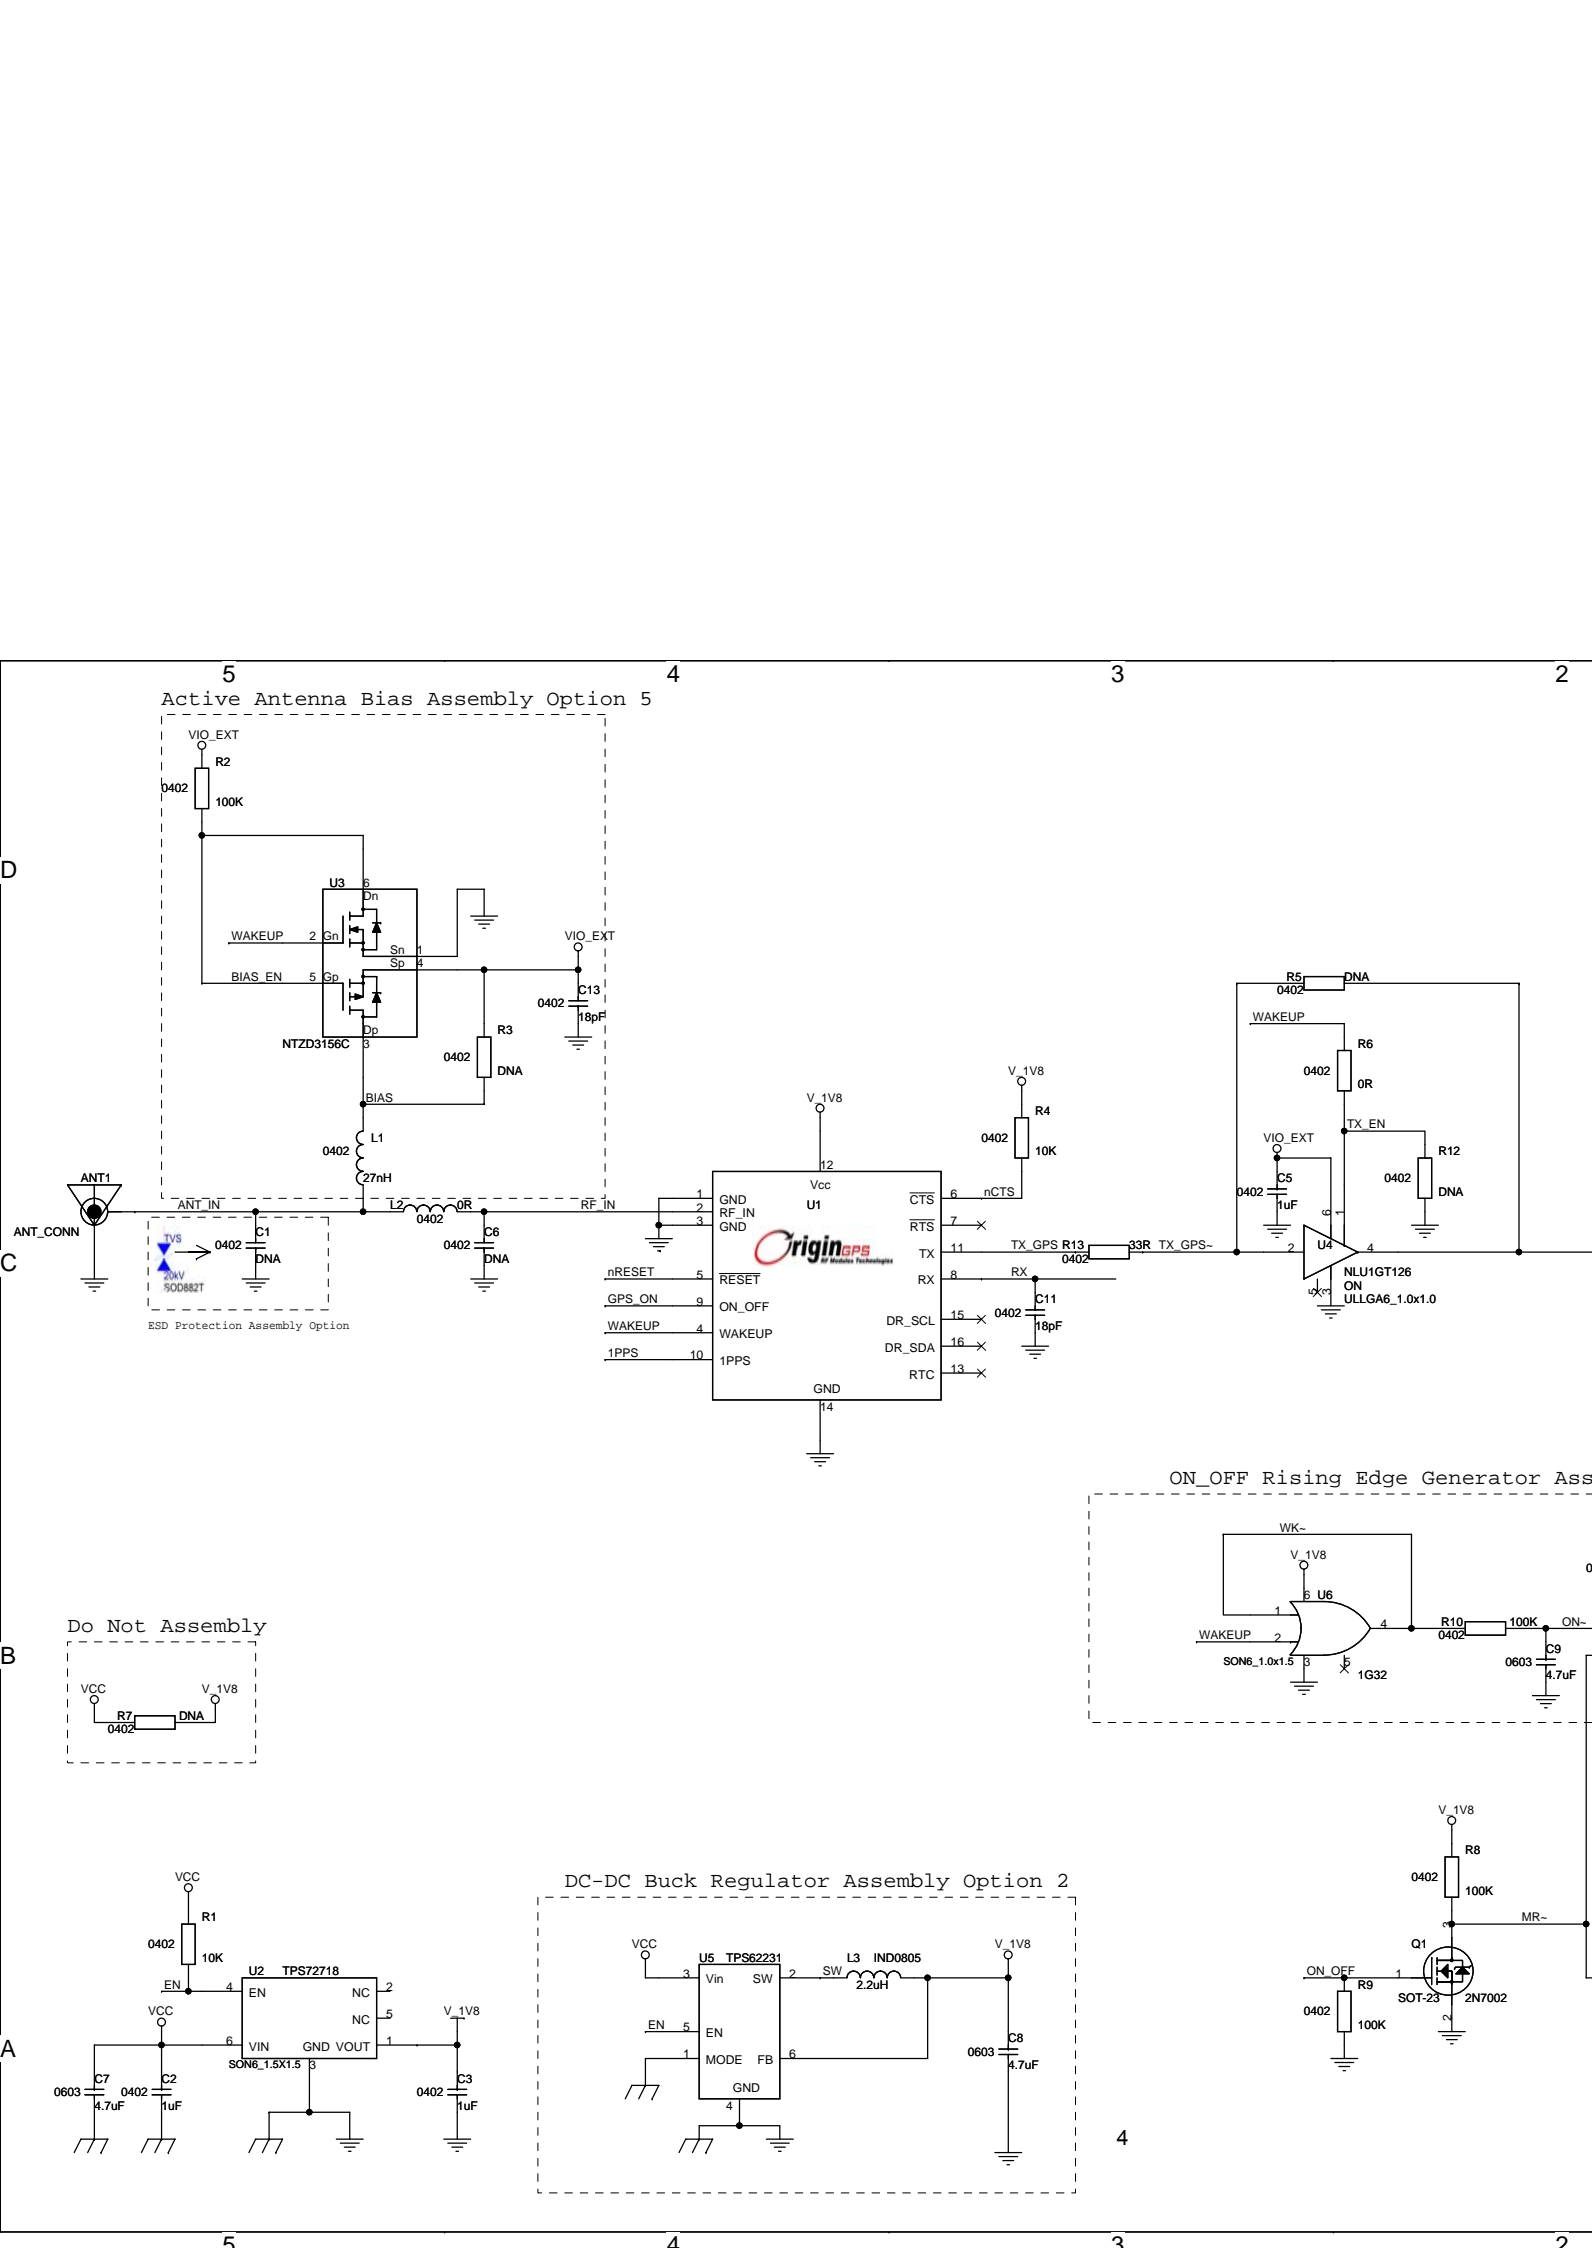 5
4
3
2
Active Antenna Bias Assembly Option 5
VIO_EXT
R2
0402
100K
D
U3
6
Dn
WAKEUP
2
Gn
Sn
1
Sp
4
VIO_EXT
BIAS_EN
5
Gp
C13
0402
18pF
Dp
NTZD3156C
3
R3
0402
DNA
BIAS
L1
0402
27nH
R5
DNA
0402
WAKEUP
R6
0402
0R
TX_EN
VIO_EXT
R12
0402
DNA
C5
0402
1uF
6
1
2
U4
4
NLU1GT126
ON
ULLGA6_1.0x1.0
5
3
V_1V8
R4
0402
10K
V_1V8
12
Vcc
U1
1
GND
2
RF_IN
3
GND
CTS
6
nCTS
RTS
7
OriginGPS
RF Modules Technologies
TX
11
TX_GPS
R13
33R
0402
TX_GPS~
RX
8
RX
C11
0402
18pF
nRESET
5
RESET
GPS_ON
9
ON_OFF
WAKEUP
4
WAKEUP
1PPS
10
1PPS
DR_SCL
15
DR_SDA
16
RTC
13
GND
14
ANT1
ANT_CONN
ANT_IN
L2
0R
0402
RF_IN
C
TVS
20kV
SOD882T
C1
0402
DNA
C6
0402
DNA
ESD Protection Assembly Option
ON_OFF Rising Edge Generator Ass
WK~
V_1V8
6
U6
1
WAKEUP
2
4
SON6_1.0x1.5
3
5
1G32
R10
100K
0402
ON~
C9
0603
4.7uF
0
Do Not Assembly
B
VCC
V_1V8
R7
DNA
0402
V_1V8
R8
0402
100K
3
MR~
Q1
ON_OFF
1
R9
0402
100K
SOT-23
2N7002
2
A
VCC
R1
0402
10K
U2
TPS72718
EN
4
EN
NC
2
NC
5
VCC
6
VIN
GND
VOUT
1
V_1V8
SON6_1.5X1.5
3
C7
0603
4.7uF
C2
0402
1uF
C3
0402
1uF
DC-DC Buck Regulator Assembly Option 2
VCC
U5
TPS62231
3
Vin
SW
2
SW
L3
IND0805
2.2uH
V_1V8
EN
5
EN
1
MODE
FB
6
GND
4
C8
0603
4.7uF
4
5
4
3
2